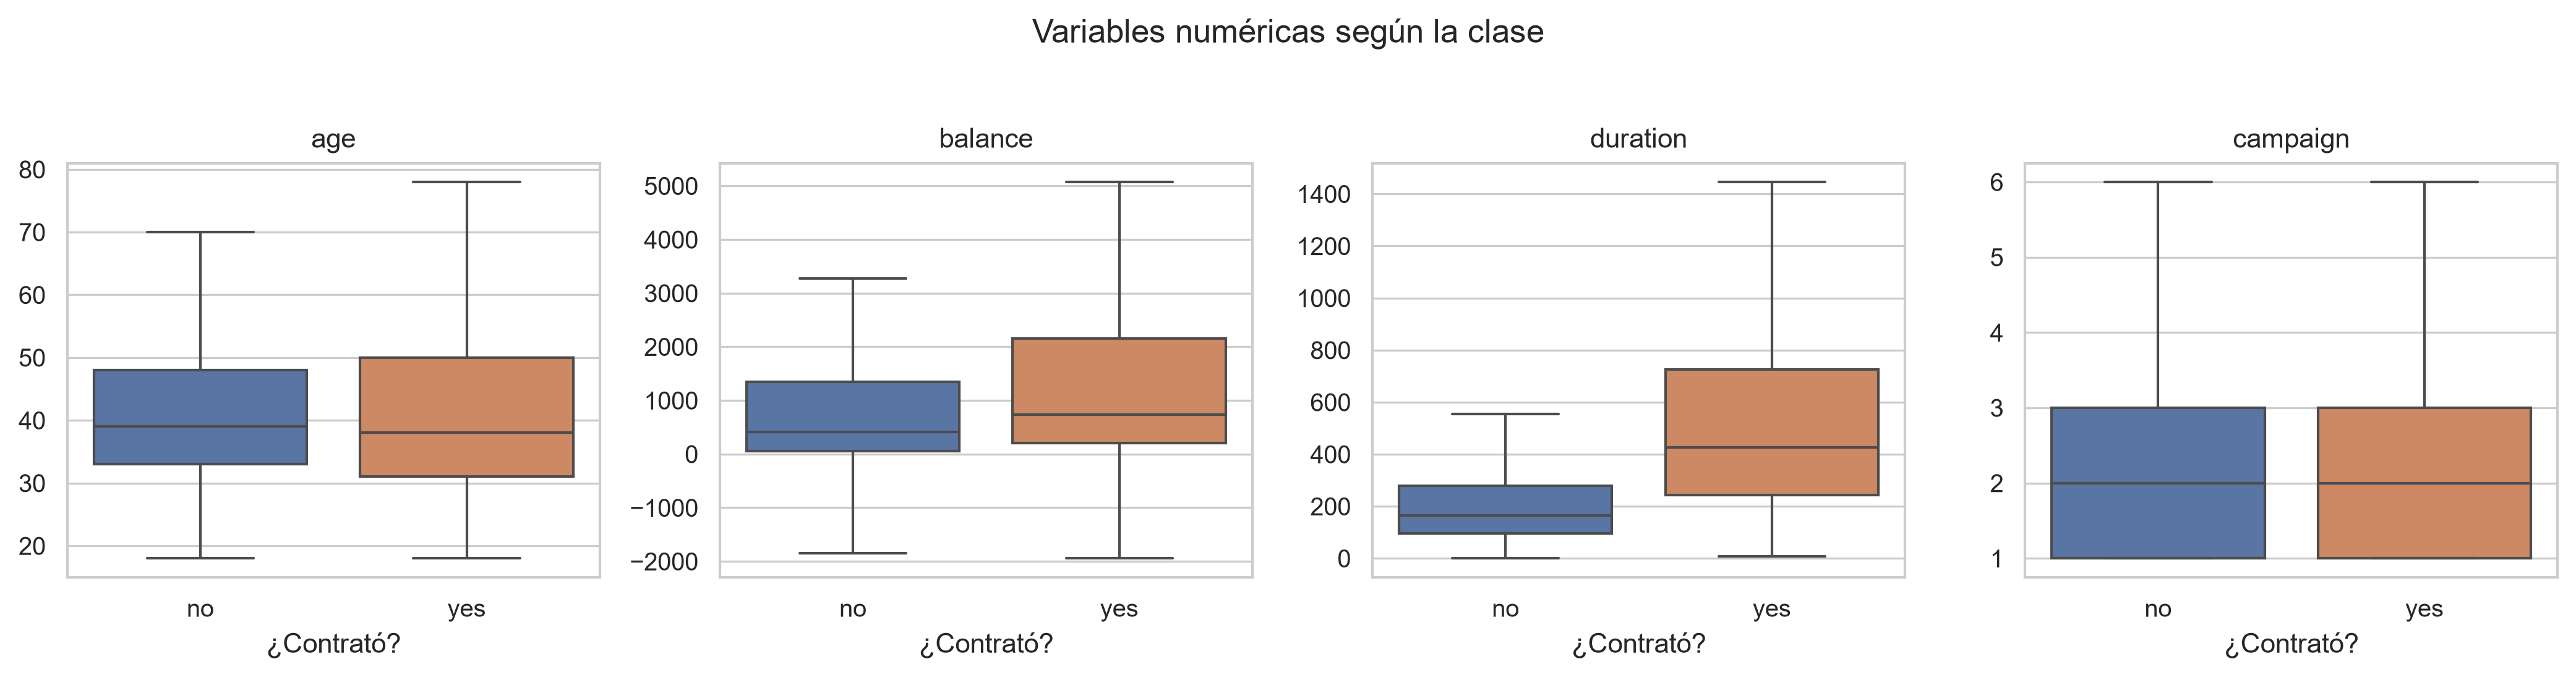 Variables numéricas según la clase
age
80
70
60
50
40
30
20
no yes
¿Contrató?
balance
5000
4000
3000
2000
1000
0
−1000
−2000
no yes
¿Contrató?
duration
1400
1200
1000
800
600
400
200
0
no yes
¿Contrató?
campaign
6
5
4
3
2
1
no yes
¿Contrató?